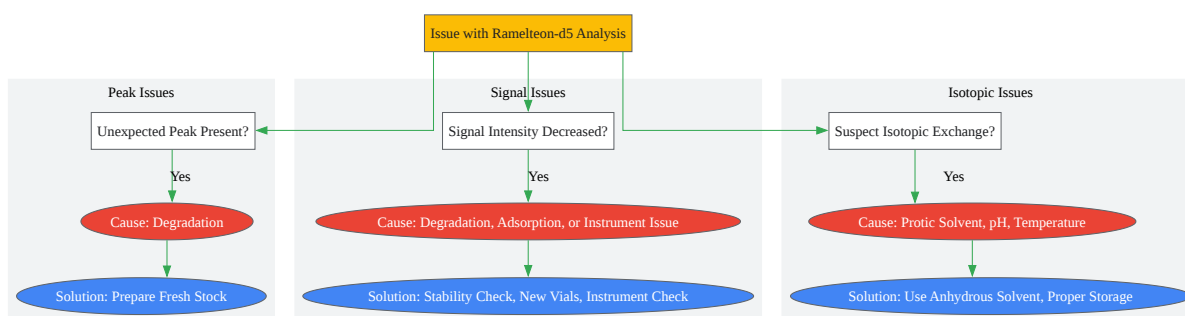 Issue with Ramelteon-d5 Analysis
Peak Issues
Signal Issues
Isotopic Issues
Unexpected Peak Present?
Signal Intensity Decreased?
Suspect Isotopic Exchange?
Yes
Yes
Yes
Cause: Degradation
Cause: Degradation, Adsorption, or Instrument Issue
Cause: Protic Solvent, pH, Temperature
Solution: Prepare Fresh Stock
Solution: Stability Check, New Vials, Instrument Check
Solution: Use Anhydrous Solvent, Proper Storage